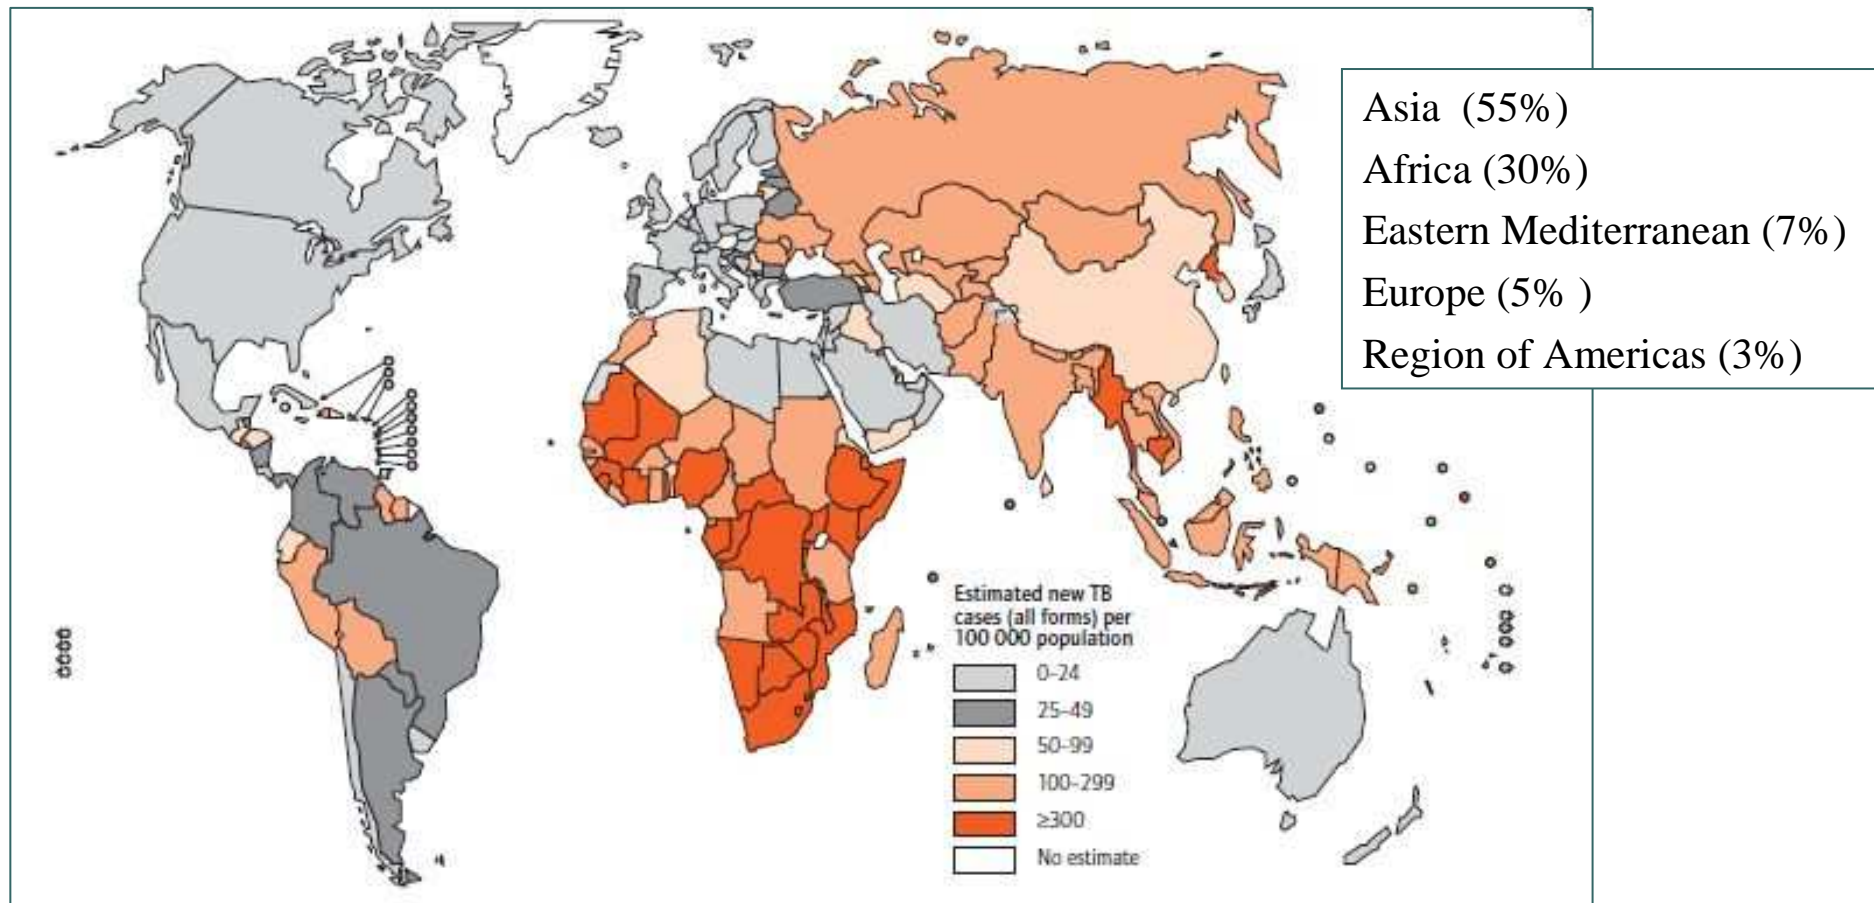 Asia (55%)
Africa (30%)
Eastern Mediterranean (7%)
Europe (5% )
Region of Americas (3%)
Estimated new TB
cases (all forms) per
100 000 population
0–24
25–49
50–99
100–299
≥300
No estimate